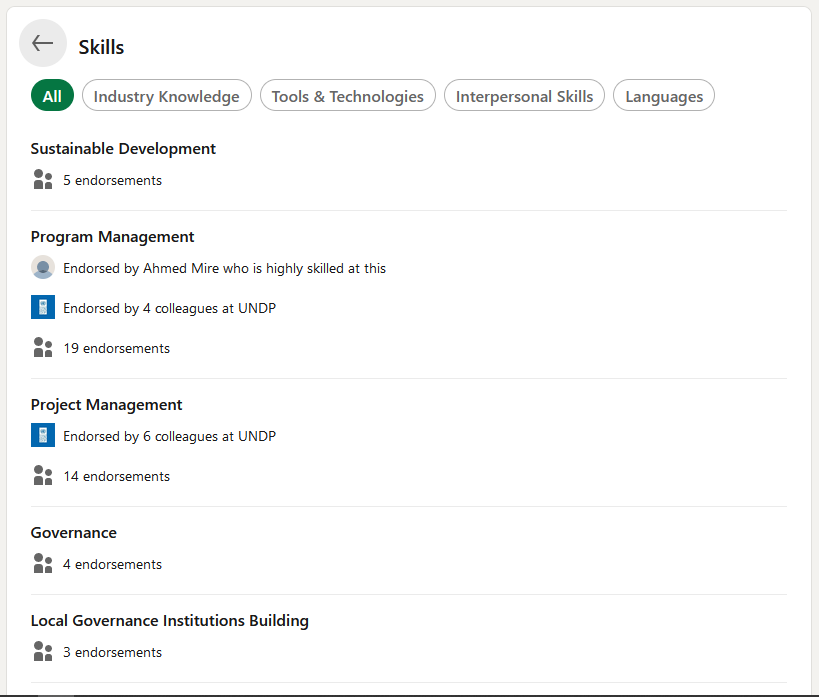 Skills
All
Industry Knowledge
Tools & Technologies
Interpersonal Skills
Languages
Sustainable Development
5 endorsements
Program Management
Endorsed by Ahmed Mire who is highly skilled at this
Endorsed by 4 colleagues at UNDP
19 endorsements
Project Management
Endorsed by 6 colleagues at UNDP
14 endorsements
Governance
4 endorsements
Local Governance Institutions Building
3 endorsements